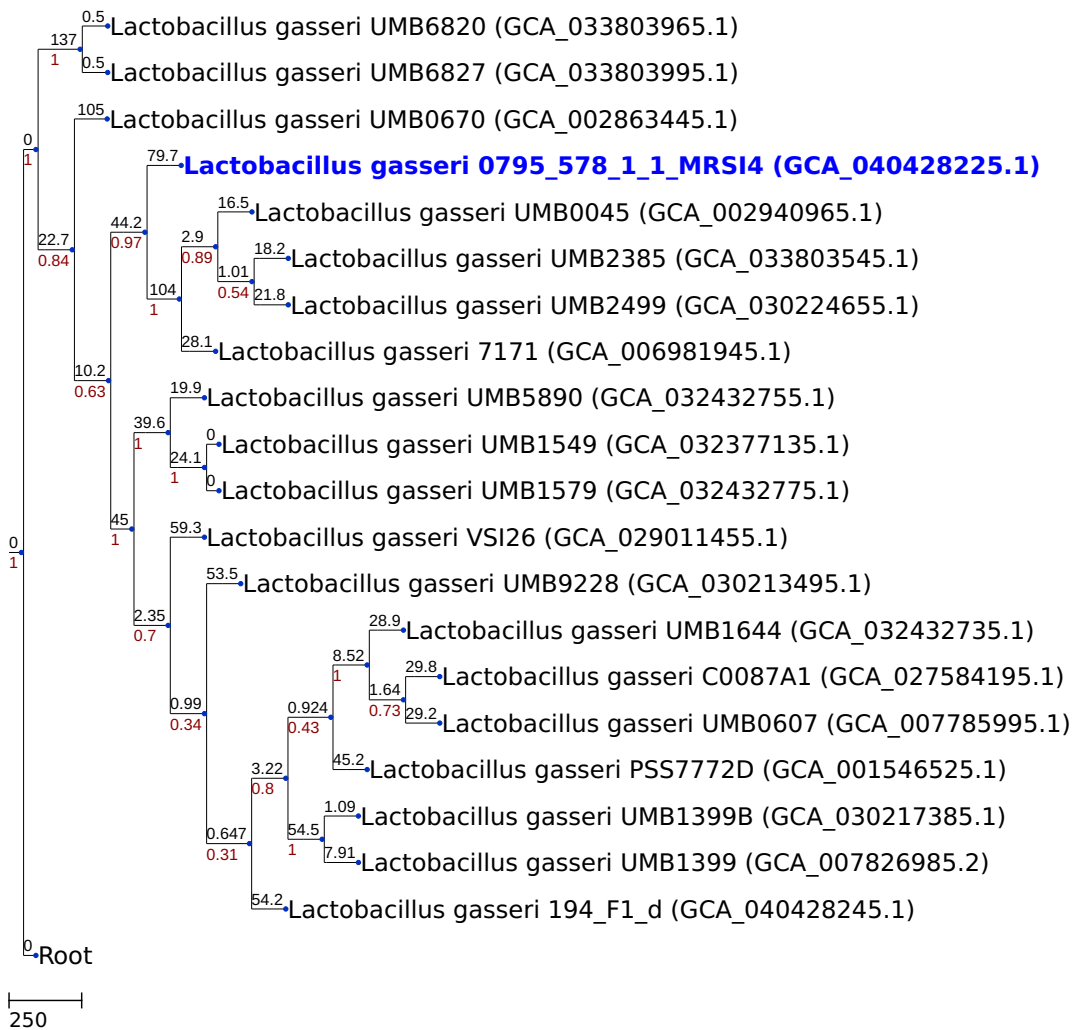 0.5
Lactobacillus gasseri UMB6820 (GCA_033803965.1)
137
1
0.5
Lactobacillus gasseri UMB6827 (GCA_033803995.1)
105
Lactobacillus gasseri UMB0670 (GCA_002863445.1)
0
1
79.7
Lactobacillus gasseri 0795_578_1_1_MRSI4 (GCA_040428225.1)
16.5
Lactobacillus gasseri UMB0045 (GCA_002940965.1)
44.2
0.97
2.9
0.89
22.7
0.84
18.2
Lactobacillus gasseri UMB2385 (GCA_033803545.1)
1.01
0.54
104
1
21.8
Lactobacillus gasseri UMB2499 (GCA_030224655.1)
28.1
Lactobacillus gasseri 7171 (GCA_006981945.1)
10.2
0.63
19.9
Lactobacillus gasseri UMB5890 (GCA_032432755.1)
39.6
1
0
Lactobacillus gasseri UMB1549 (GCA_032377135.1)
24.1
1
0
Lactobacillus gasseri UMB1579 (GCA_032432775.1)
45
1
59.3
Lactobacillus gasseri VSI26 (GCA_029011455.1)
0
1
53.5
Lactobacillus gasseri UMB9228 (GCA_030213495.1)
2.35
0.7
28.9
Lactobacillus gasseri UMB1644 (GCA_032432735.1)
8.52
1
29.8
Lactobacillus gasseri C0087A1 (GCA_027584195.1)
1.64
0.73
0.99
0.34
0.924
0.43
29.2
Lactobacillus gasseri UMB0607 (GCA_007785995.1)
45.2
Lactobacillus gasseri PSS7772D (GCA_001546525.1)
3.22
0.8
1.09
Lactobacillus gasseri UMB1399B (GCA_030217385.1)
54.5
1
0.647
0.31
7.91
Lactobacillus gasseri UMB1399 (GCA_007826985.2)
54.2
Lactobacillus gasseri 194_F1_d (GCA_040428245.1)
0
Root
250